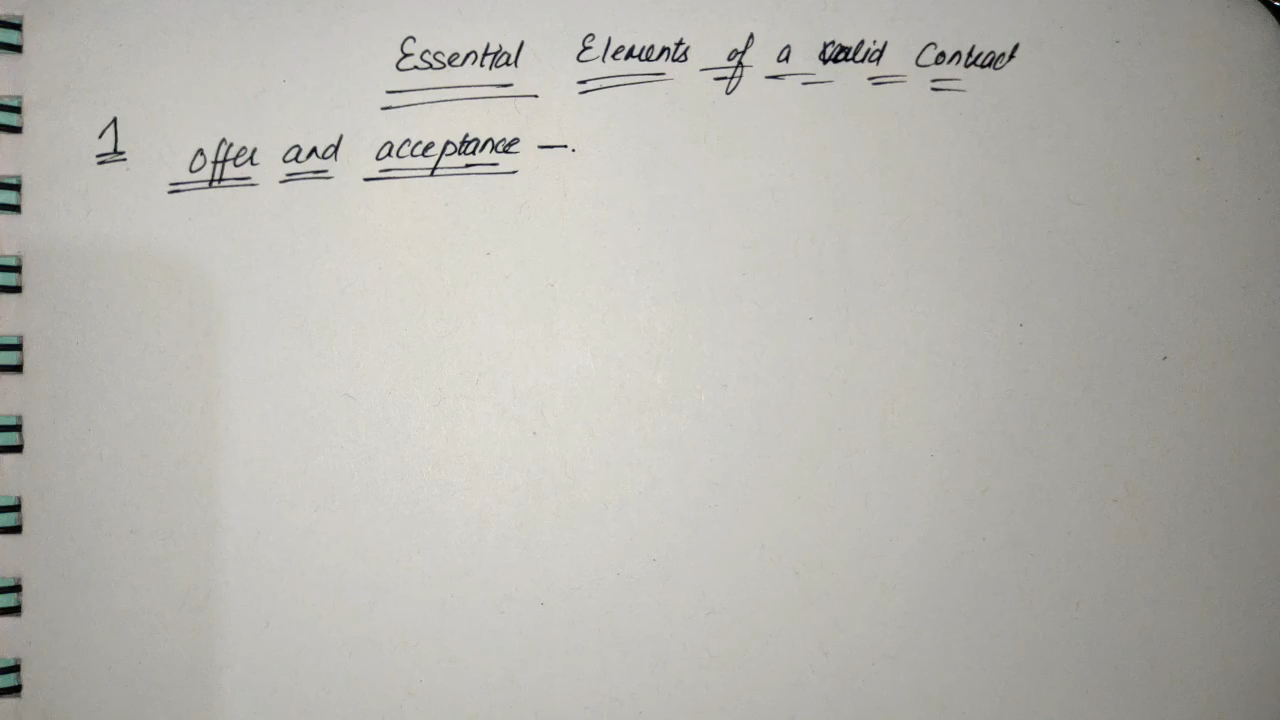 Essential Elements of a valid Contract
1 Offer and acceptance —.